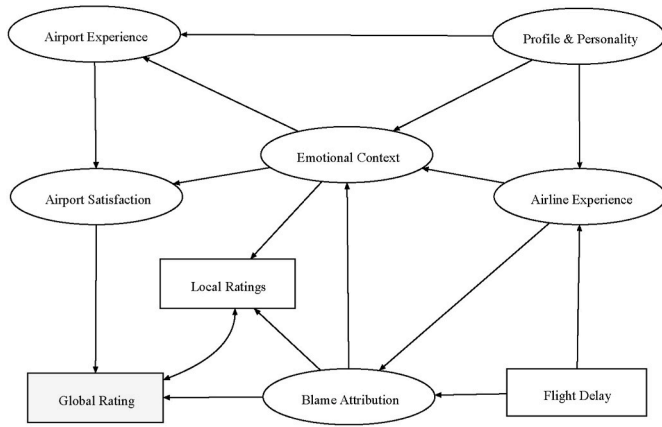 Airport Experience
Profile & Personality
Emotional Context
Airport Satisfaction
Airline Experience
Local Ratings
Global Rating
Blame Attribution
Flight Delay